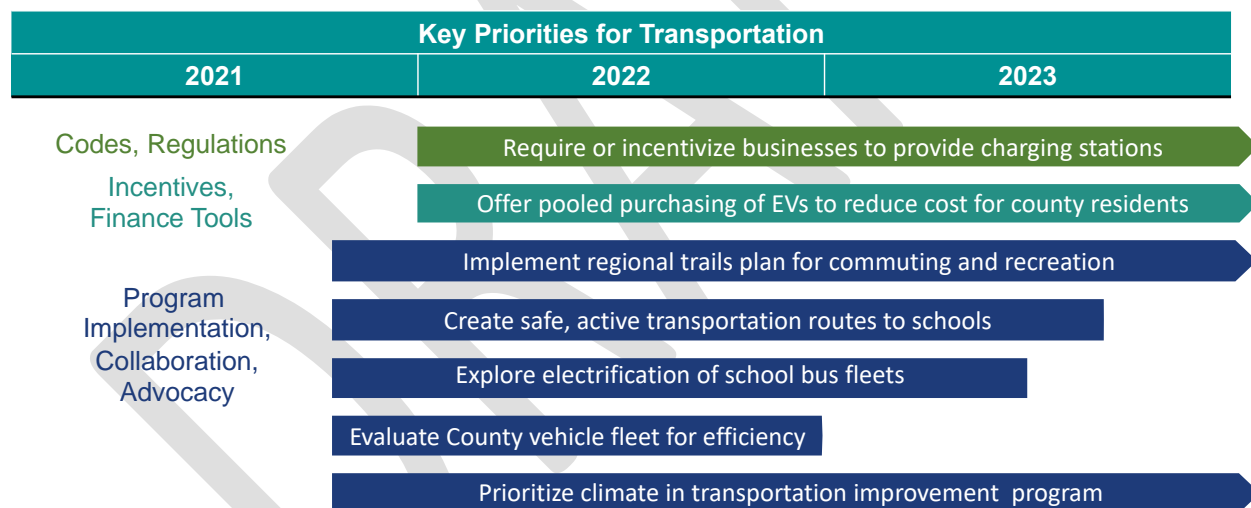 Key Priorities for Transportation
2021 2022 2023
Codes, Regulations
Require or incentivize businesses to provide charging stations
Incentives,
Finance Tools
Offer pooled purchasing of EVs to reduce cost for county residents
Implement regional trails plan for commuting and recreation
Program
Implementation,
Collaboration,
Advocacy
Create safe, active transportation routes to schools
Explore electrification of school bus fleets
Evaluate County vehicle fleet for efficiency
Prioritize climate in transportation improvement program